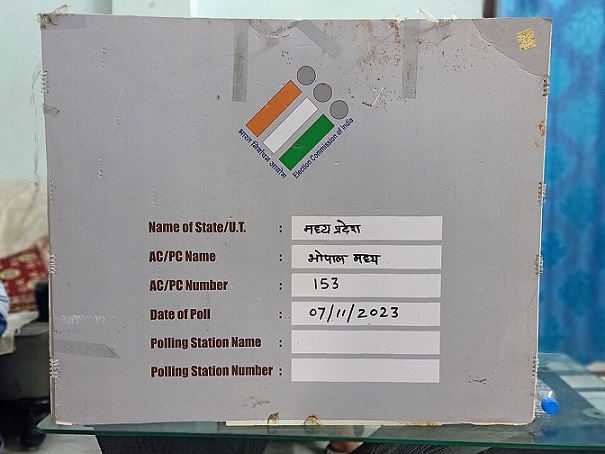 भारत निर्वाचन आयोग
Election Commission of India
Name of State/U.T. : मध्य प्रदेश
AC/PC Name : भोपाल मध्य
AC/PC Number : 153
Date of Poll : 07/11/2023
Polling Station Name :
Polling Station Number :